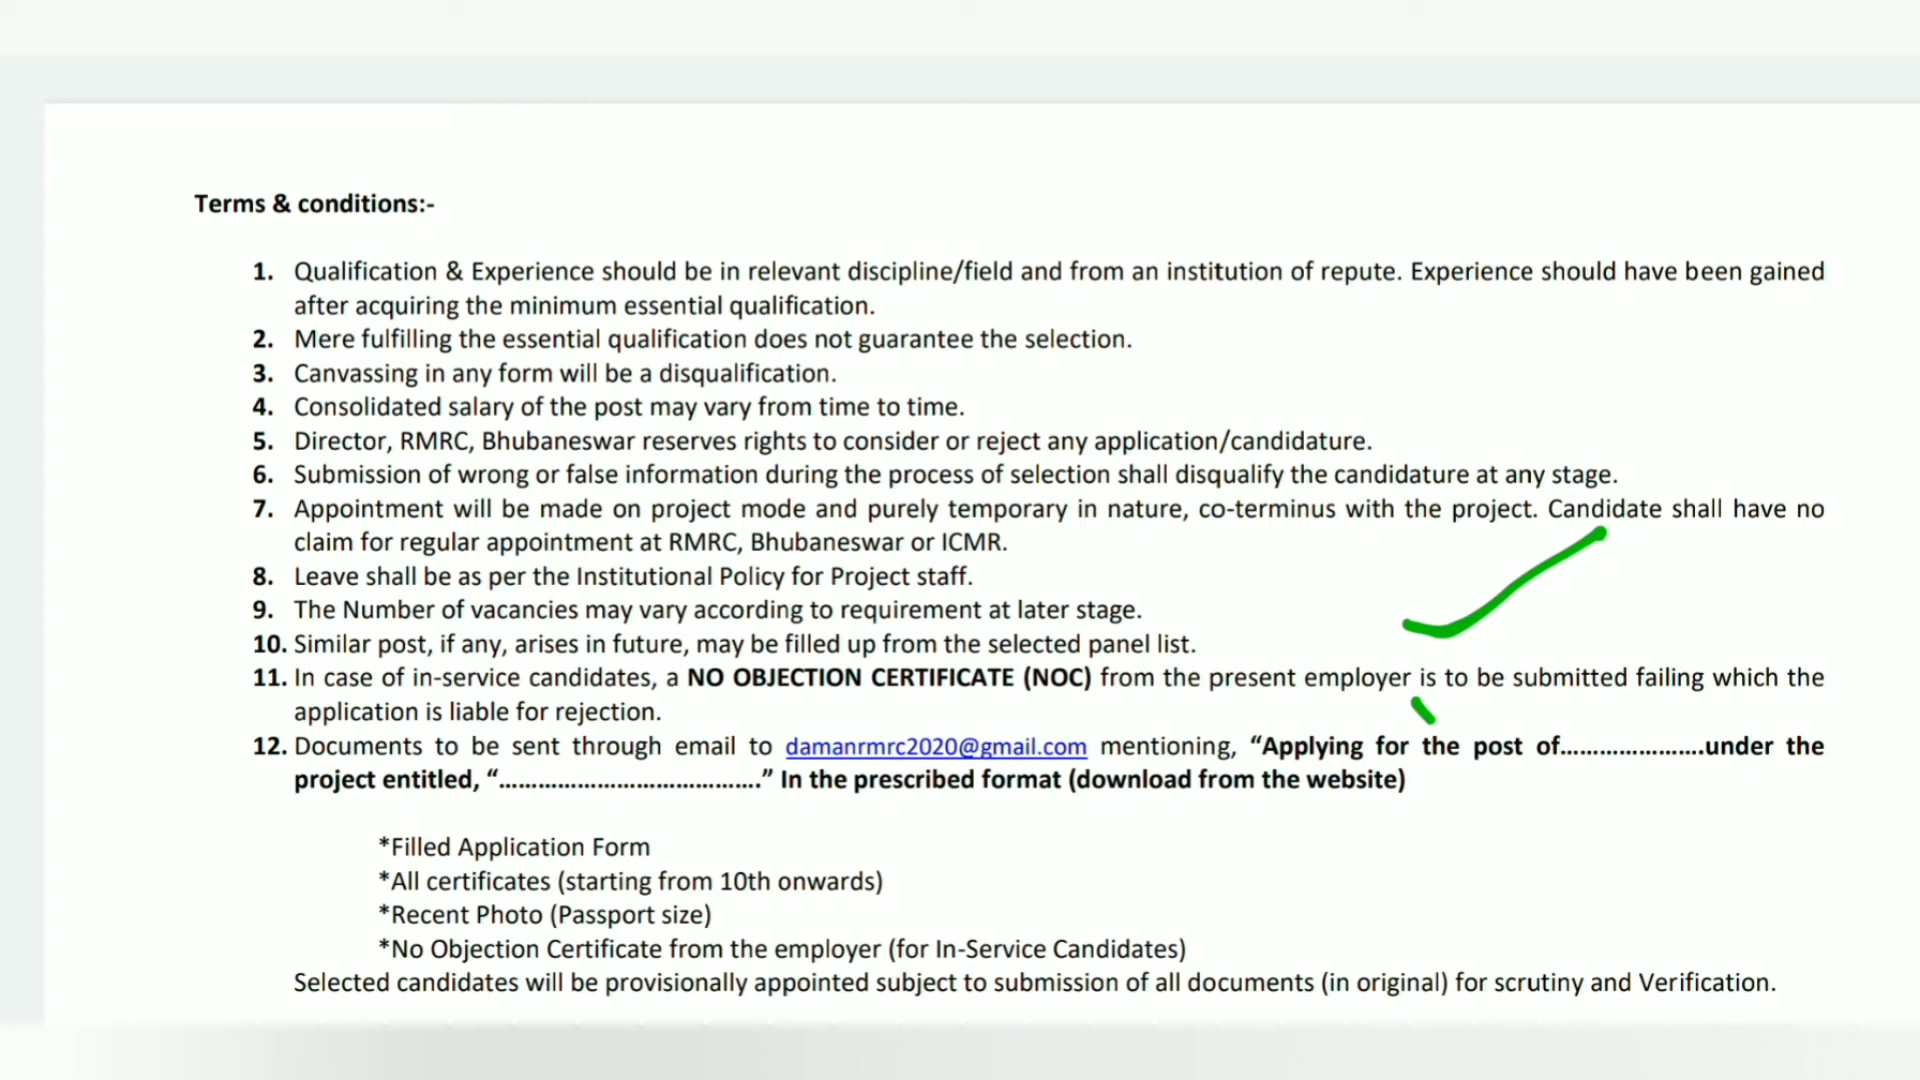 Terms & conditions:-
1. Qualification & Experience should be in relevant discipline/field and from an institution of repute. Experience should have been gained
after acquiring the minimum essential qualification.
2. Mere fulfilling the essential qualification does not guarantee the selection.
3. Canvassing in any form will be a disqualification.
4. Consolidated salary of the post may vary from time to time.
5. Director, RMRC, Bhubaneswar reserves rights to consider or reject any application/candidature.
6. Submission of wrong or false information during the process of selection shall disqualify the candidature at any stage.
7. Appointment will be made on project mode and purely temporary in nature, co-terminus with the project. Candidate shall have no
claim for regular appointment at RMRC, Bhubaneswar or ICMR.
8. Leave shall be as per the Institutional Policy for Project staff.
9. The Number of vacancies may vary according to requirement at later stage.
10. Similar post, if any, arises in future, may be filled up from the selected panel list.
11. In case of in-service candidates, a NO OBJECTION CERTIFICATE (NOC) from the present employer is to be submitted failing which the
application is liable for rejection.
12. Documents to be sent through email to damanrmrc2020@gmail.com mentioning, “Applying for the post of......................under the
project entitled, “........................................” In the prescribed format (download from the website)
*Filled Application Form
*All certificates (starting from 10th onwards)
*Recent Photo (Passport size)
*No Objection Certificate from the employer (for In-Service Candidates)
Selected candidates will be provisionally appointed subject to submission of all documents (in original) for scrutiny and Verification.